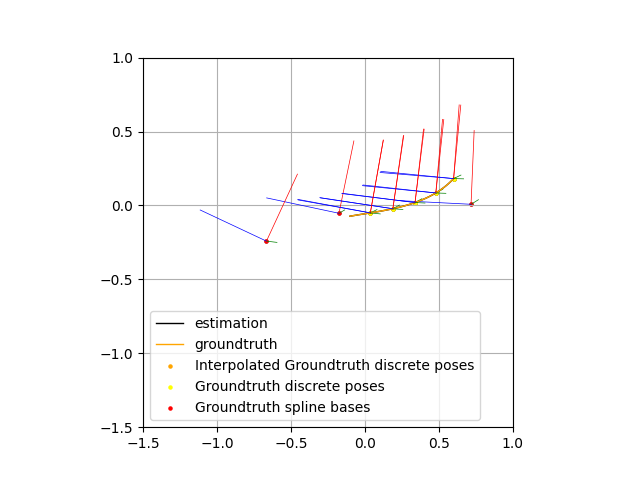 1.0
0.5
0.0
−0.5
−1.0
−1.5
−1.5 −1.0 −0.5 0.0 0.5 1.0
estimation
groundtruth
Interpolated Groundtruth discrete poses
Groundtruth discrete poses
Groundtruth spline bases